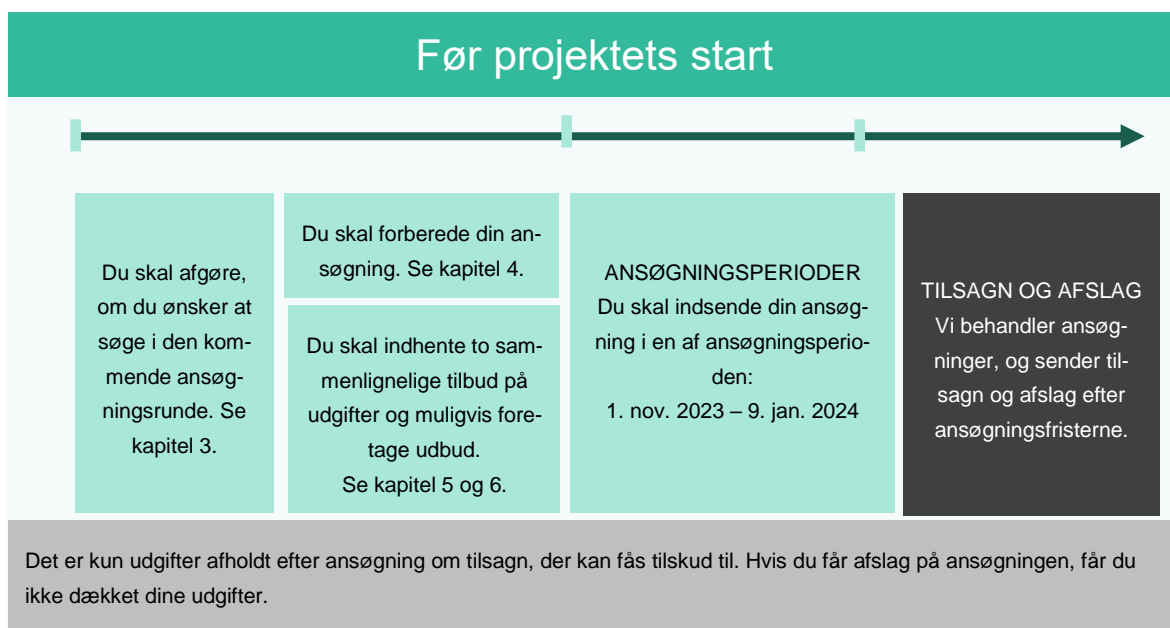 Før projektets start
Du skal afgøre,
om du ønsker at
søge i den kom-
mende ansøg-
ningsrunde. Se
kapitel 3.
Du skal forberede din an-
søgning. Se kapitel 4.
Du skal indhente to sam-
menlignelige tilbud på
udgifter og muligvis fore-
tage udbud.
Se kapitel 5 og 6.
ANSØGNINGSPERIODER
Du skal indsende din ansøg-
ning i en af ansøgningsperio-
den:
1. nov. 2023 – 9. jan. 2024
TILSAGN OG AFSLAG
Vi behandler ansøg-
ninger, og sender til-
sagn og afslag efter
ansøgningsfristerne.
Det er kun udgifter afholdt efter ansøgning om tilsagn, der kan fås tilskud til. Hvis du får afslag på ansøgningen, får du
ikke dækket dine udgifter.